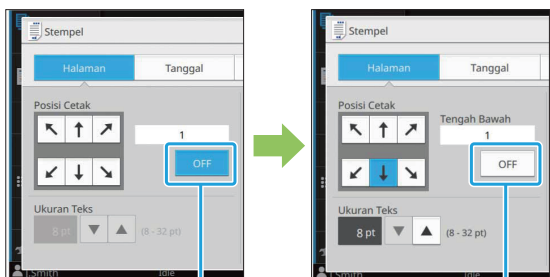 Stempel
Halaman Tanggal
Posisi Cetak
1
OFF
Ukuran Teks
8 pt (8 - 32 pt)
J.Smith Idle
Stempel
Halaman Tanggal
Posisi Cetak
Tengah Bawah
1
OFF
Ukuran Teks
8 pt (8 - 32 pt)
J.Smith Idle